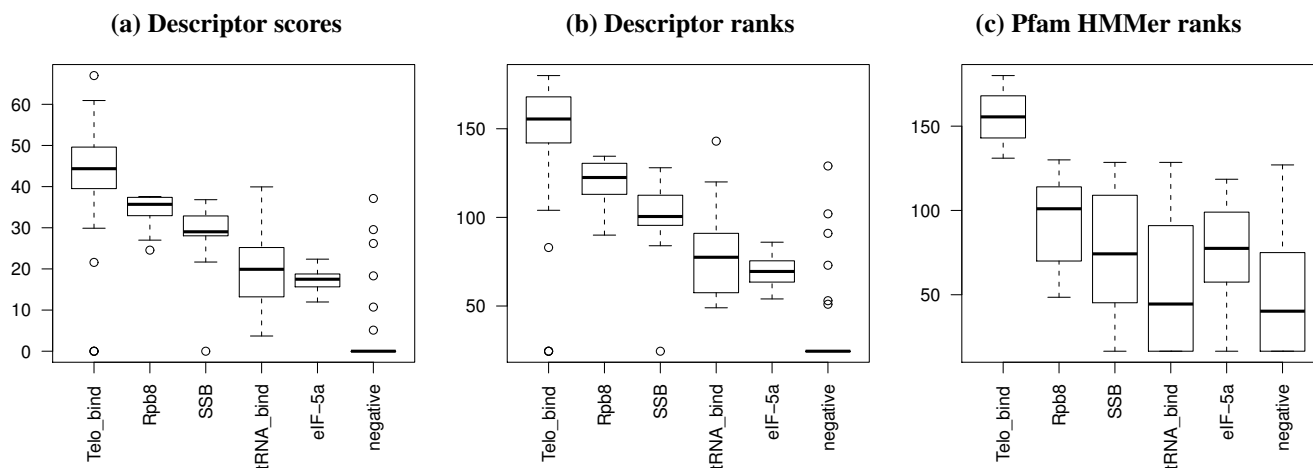 (a) Descriptor scores
(b) Descriptor ranks
(c) Pfam HMMer ranks
60
50
40
30
20
10
0
Telo_bind
Rpb8
SSB
tRNA_bind
eIF−5a
negative
150
100
50
Telo_bind
Rpb8
SSB
tRNA_bind
eIF−5a
negative
150
100
50
Telo_bind
Rpb8
SSB
tRNA_bind
eIF−5a
negative